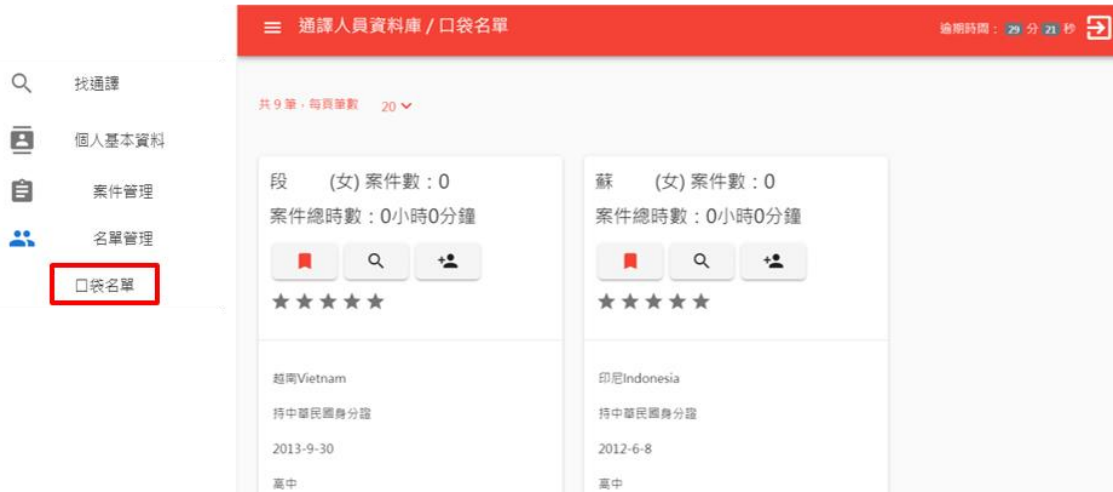 通譯人員資料庫 / 口袋名單
逾期時間： 29 分 21 秒
找通譯
個人基本資料
案件管理
名單管理
口袋名單
共 9 筆，每頁筆數 20
段 (女) 案件數：0
案件總時數：0小時0分鐘
越南Vietnam
持中華民國身分證
2013-9-30
高中
蘇 (女) 案件數：0
案件總時數：0小時0分鐘
印尼Indonesia
持中華民國身分證
2012-6-8
高中